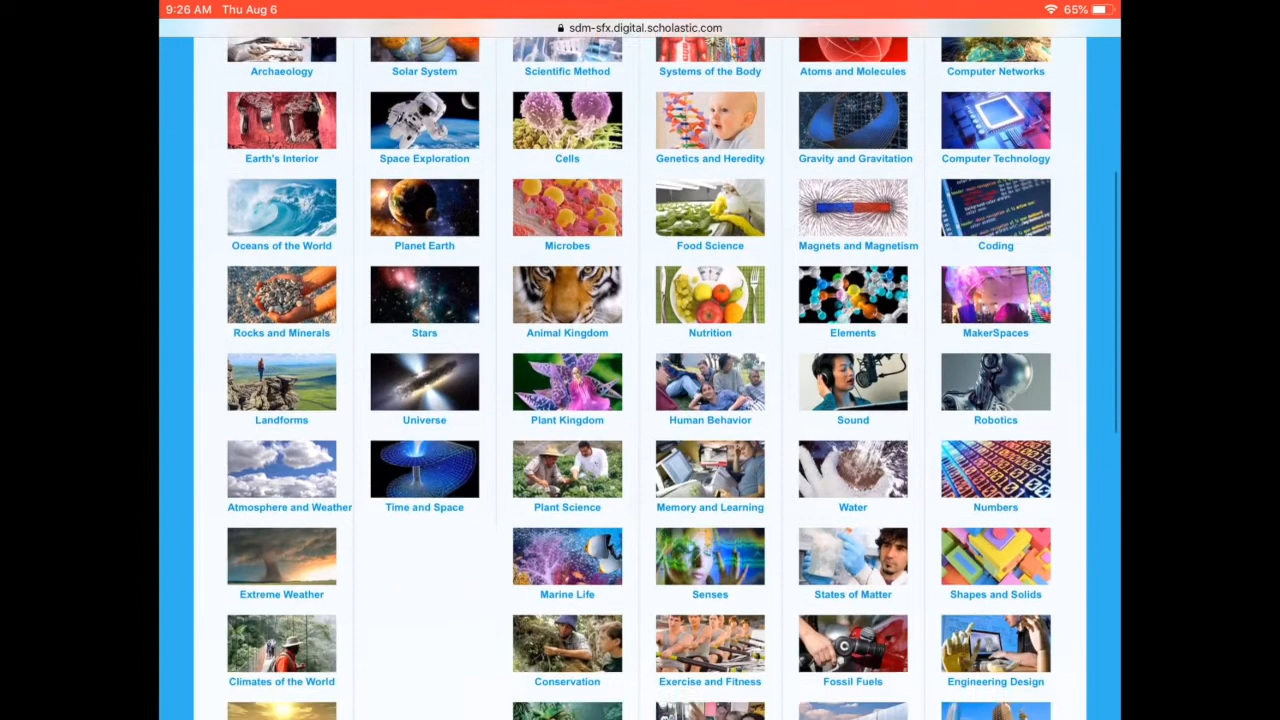 9:26 AM Thu Aug 6 65%
sdm-sfx.digital.scholastic.com
Archaeology Solar System Scientific Method Systems of the Body Atoms and Molecules Computer Networks
Earth's Interior Space Exploration Cells Genetics and Heredity Gravity and Gravitation Computer Technology
Oceans of the World Planet Earth Microbes Food Science Magnets and Magnetism Coding
Rocks and Minerals Stars Animal Kingdom Nutrition Elements MakerSpaces
Landforms Universe Plant Kingdom Human Behavior Sound Robotics
Atmosphere and Weather Time and Space Plant Science Memory and Learning Water Numbers
Extreme Weather Marine Life Senses States of Matter Shapes and Solids
Climates of the World Conservation Exercise and Fitness Fossil Fuels Engineering Design